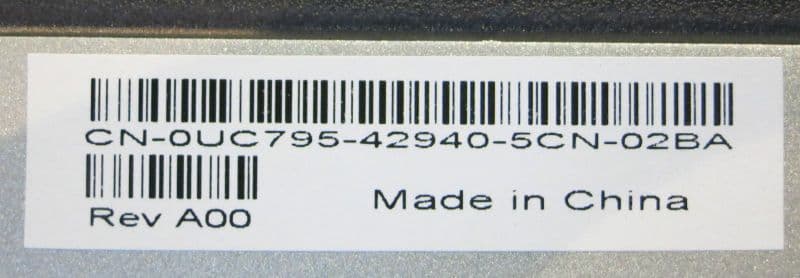 CN-0UC795-42940-5CN-02BA
Rev A00
Made in China